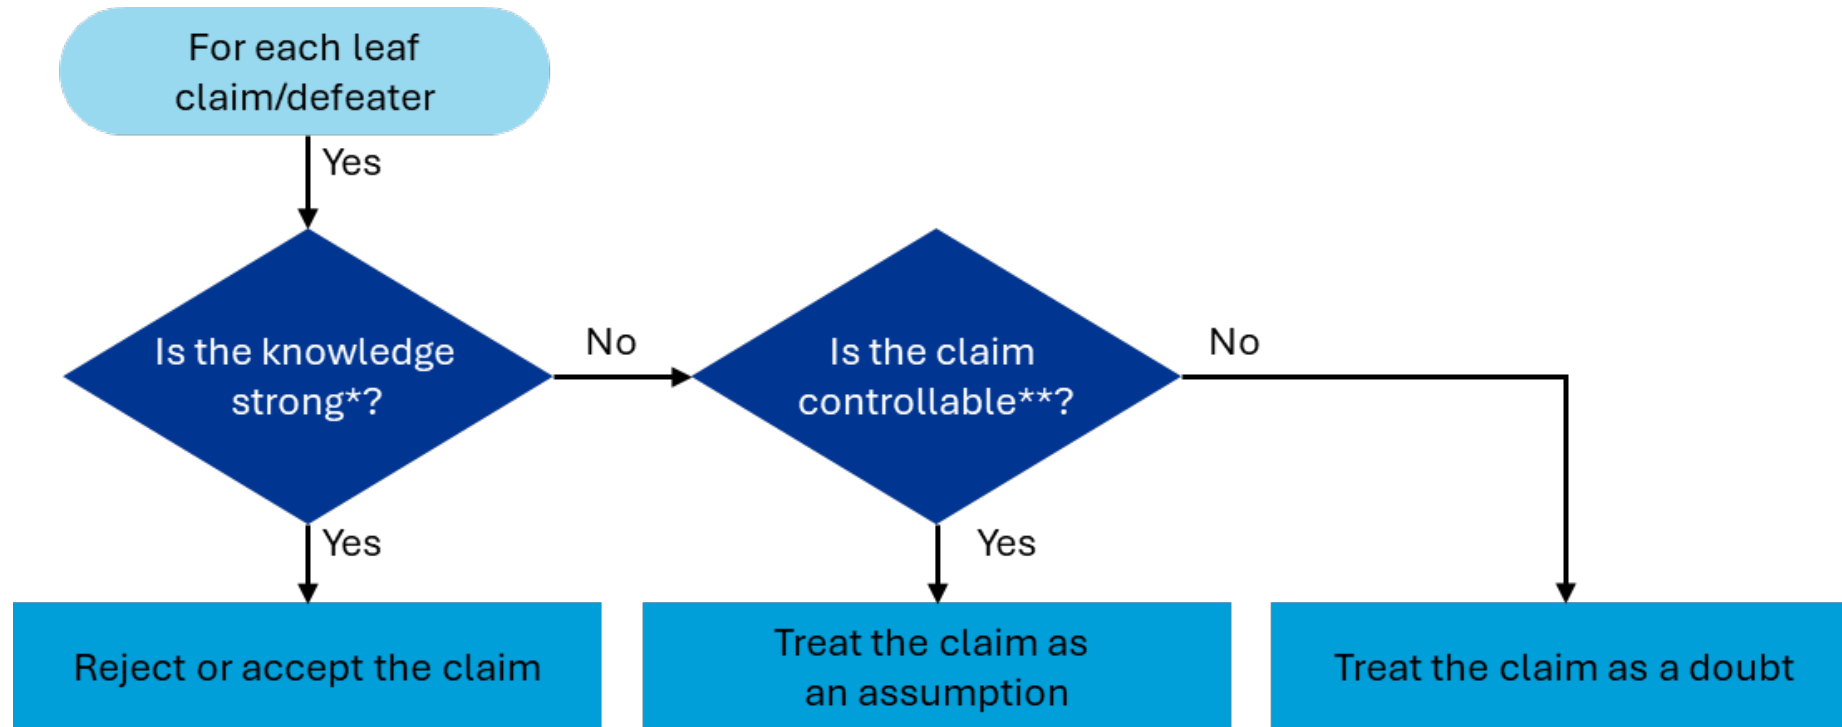 For each leaf
claim/defeater
Yes
Is the knowledge
strong*?
No
Is the claim
controllable**?
No
Yes
Yes
Reject or accept the claim
Treat the claim as
an assumption
Treat the claim as a doubt